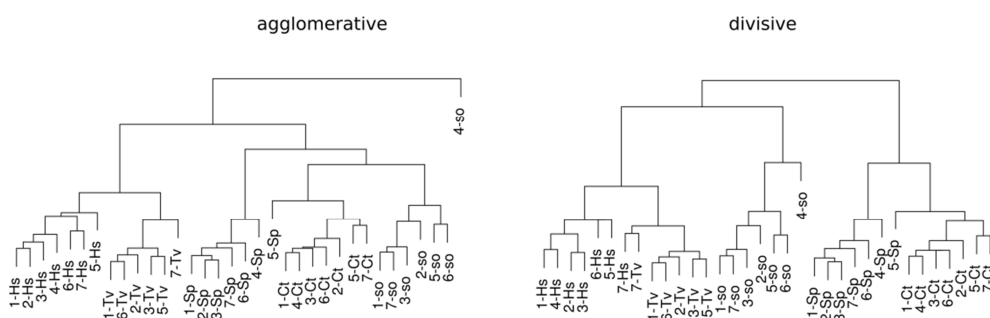 agglomerative
divisive
4-so
1-Hs
2-Hs
3-Hs
4-Hs
6-Hs
7-Hs
5-Hs
1-Tv
6-Tv
2-Tv
3-Tv
5-Tv
7-Tv
1-Sp
2-Sp
3-Sp
7-Sp
6-Sp
4-Sp
5-Sp
1-Ct
4-Ct
3-Ct
6-Ct
2-Ct
5-Ct
7-Ct
1-so
7-so
3-so
2-so
5-so
6-so
1-Hs
4-Hs
2-Hs
3-Hs
6-Hs
5-Hs
7-Hs
7-Tv
1-Tv
6-Tv
2-Tv
3-Tv
5-Tv
1-so
7-so
3-so
2-so
5-so
6-so
4-so
1-Sp
2-Sp
3-Sp
7-Sp
6-Sp
4-Sp
5-Sp
1-Ct
4-Ct
3-Ct
6-Ct
2-Ct
5-Ct
7-Ct